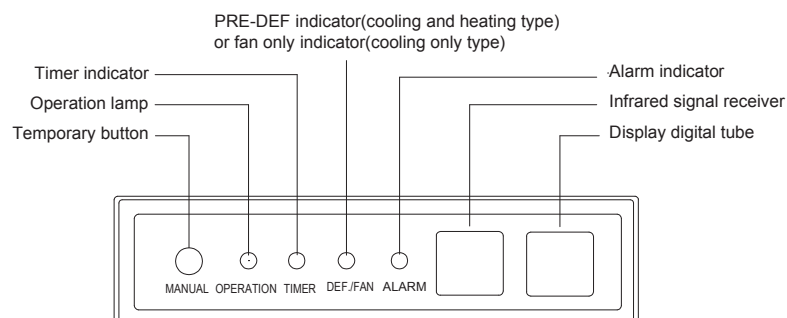 PRE-DEF indicator(cooling and heating type)
or fan only indicator(cooling only type)
Timer indicator
Alarm indicator
Operation lamp
Infrared signal receiver
Temporary button
Display digital tube
MANUAL OPERATION TIMER DEF./FAN ALARM